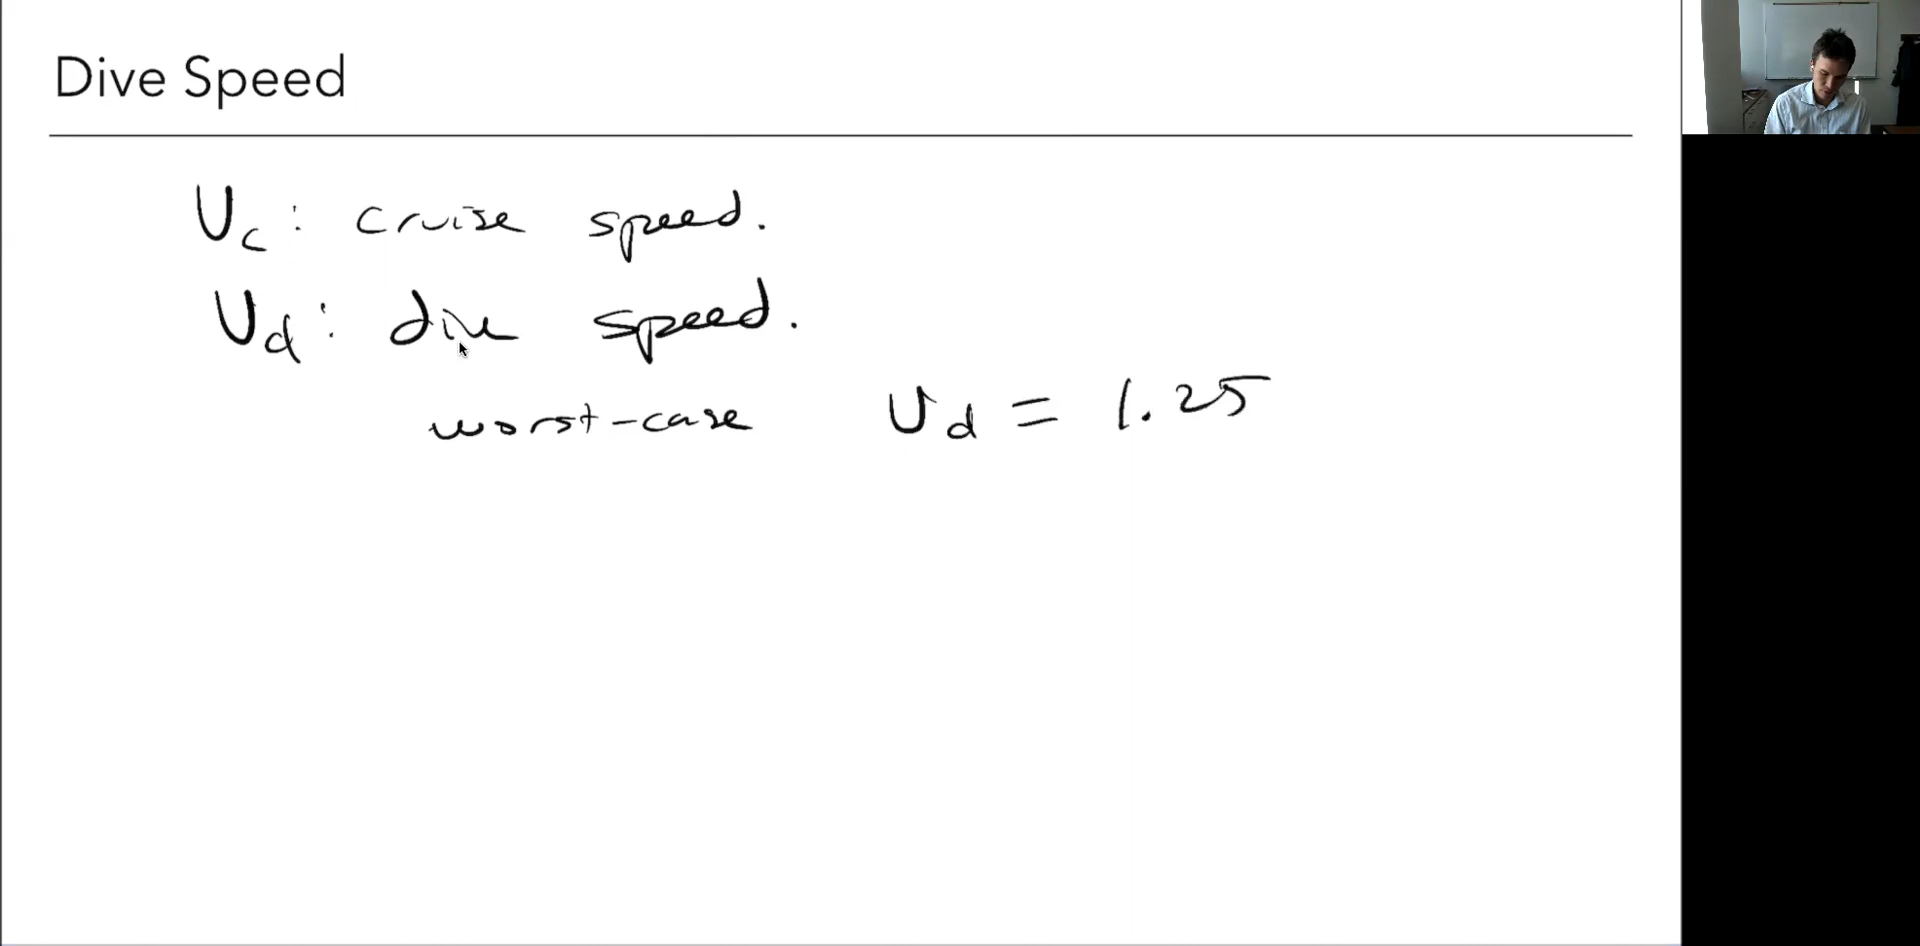 Dive Speed
Uc: cruise speed.
Ud: dive speed.
worst-case Ud = 1.25